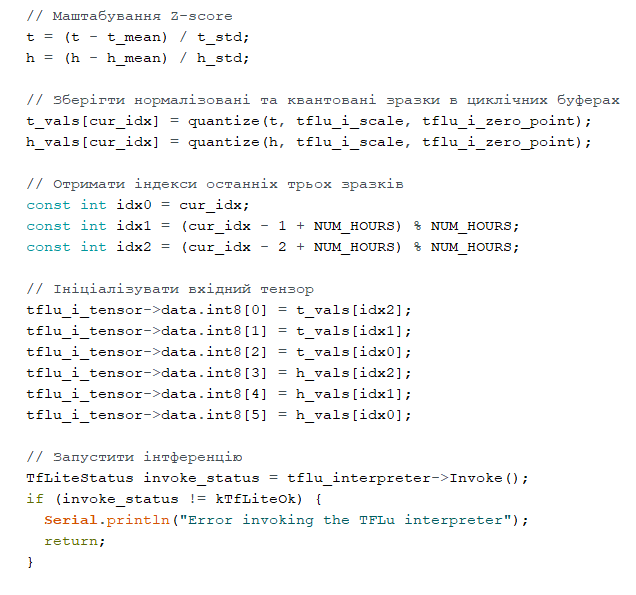 // Маштабування Z-score
t = (t - t_mean) / t_std;
h = (h - h_mean) / h_std;

// Зберігти нормалізовані та квантовані зразки в циклічних буферах
t_vals[cur_idx] = quantize(t, tflu_i_scale, tflu_i_zero_point);
h_vals[cur_idx] = quantize(h, tflu_i_scale, tflu_i_zero_point);

// Отримати індекси останніх трьох зразків
const int idx0 = cur_idx;
const int idx1 = (cur_idx - 1 + NUM_HOURS) % NUM_HOURS;
const int idx2 = (cur_idx - 2 + NUM_HOURS) % NUM_HOURS;

// Ініціалізувати вхідний тензор
tflu_i_tensor->data.int8[0] = t_vals[idx2];
tflu_i_tensor->data.int8[1] = t_vals[idx1];
tflu_i_tensor->data.int8[2] = t_vals[idx0];
tflu_i_tensor->data.int8[3] = h_vals[idx2];
tflu_i_tensor->data.int8[4] = h_vals[idx1];
tflu_i_tensor->data.int8[5] = h_vals[idx0];

// Запустити інтференцію
TfLiteStatus invoke_status = tflu_interpreter->Invoke();
if (invoke_status != kTfLiteOk) {
  Serial.println("Error invoking the TFLu interpreter");
  return;
}